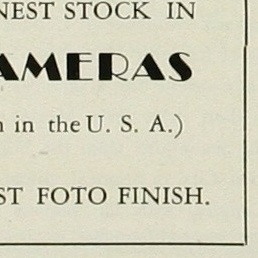 NEST STOCK IN
AMERAS
n in the U. S. A.)
ST FOTO FINISH.